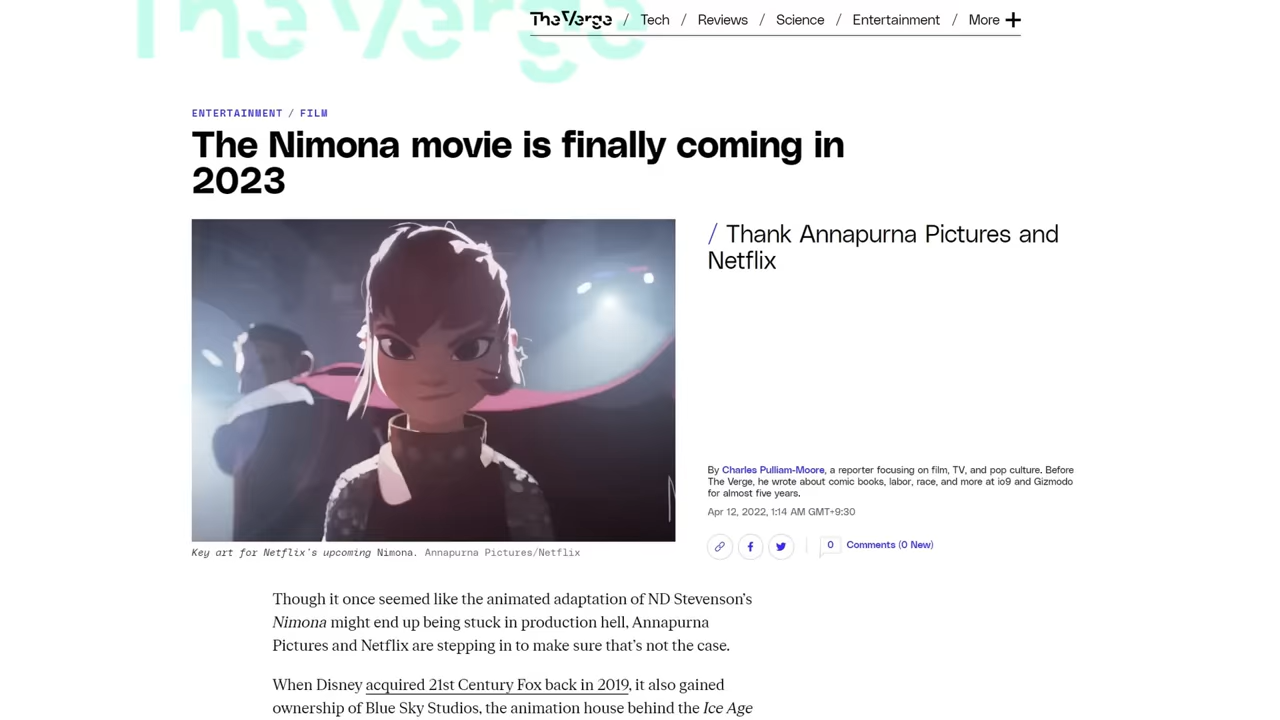 The Verge
The Verge / Tech / Reviews / Science / Entertainment / More
ENTERTAINMENT / FILM
The Nimona movie is finally coming in
2023
/ Thank Annapurna Pictures and
Netflix
By Charles Pulliam-Moore, a reporter focusing on film, TV, and pop culture. Before
The Verge, he wrote about comic books, labor, race, and more at io9 and Gizmodo
for almost five years.
Apr 12, 2022, 1:14 AM GMT+9:30
0 Comments (0 New)
Key art for Netflix's upcoming Nimona. Annapurna Pictures/Netflix
Though it once seemed like the animated adaptation of ND Stevenson’s
Nimona might end up being stuck in production hell, Annapurna
Pictures and Netflix are stepping in to make sure that’s not the case.
When Disney acquired 21st Century Fox back in 2019, it also gained
ownership of Blue Sky Studios, the animation house behind the Ice Age